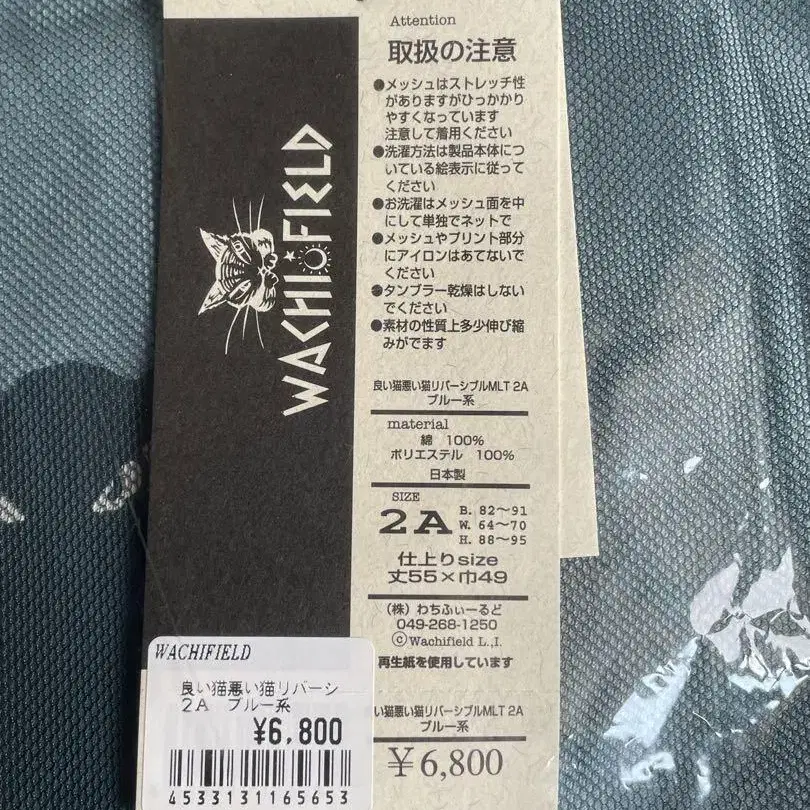 WACHIFIELD
Attention
取扱の注意
●メッシュはストレッチ性
がありますがひっかかり
やすくなっています
注意して着用ください
●洗濯方法は製品本体につ
いている絵表示に従って
ください
●お洗濯はメッシュ面を中
にして単独でネットで
●メッシュやプリント部分
にアイロンはあてないで
ください
●タンブラー乾燥はしない
でください
●素材の性質上多少伸び縮
みがでます
良い猫悪い猫リバーシブルMLT 2A
ブルー系
material
綿 100%
ポリエステル 100%
日本製
SIZE
2A
B. 82～91
W. 64～70
H. 88～95
仕上りsize
丈55×巾49
(株) わちふぃーるど
049-268-1250
©Wachifield L.,I.
再生紙を使用しています
い猫悪い猫リバーシブルMLT 2A
ブルー系
￥6,800
WACHIFIELD
良い猫悪い猫リバーシ
2A ブルー系
¥6,800
4533131165653